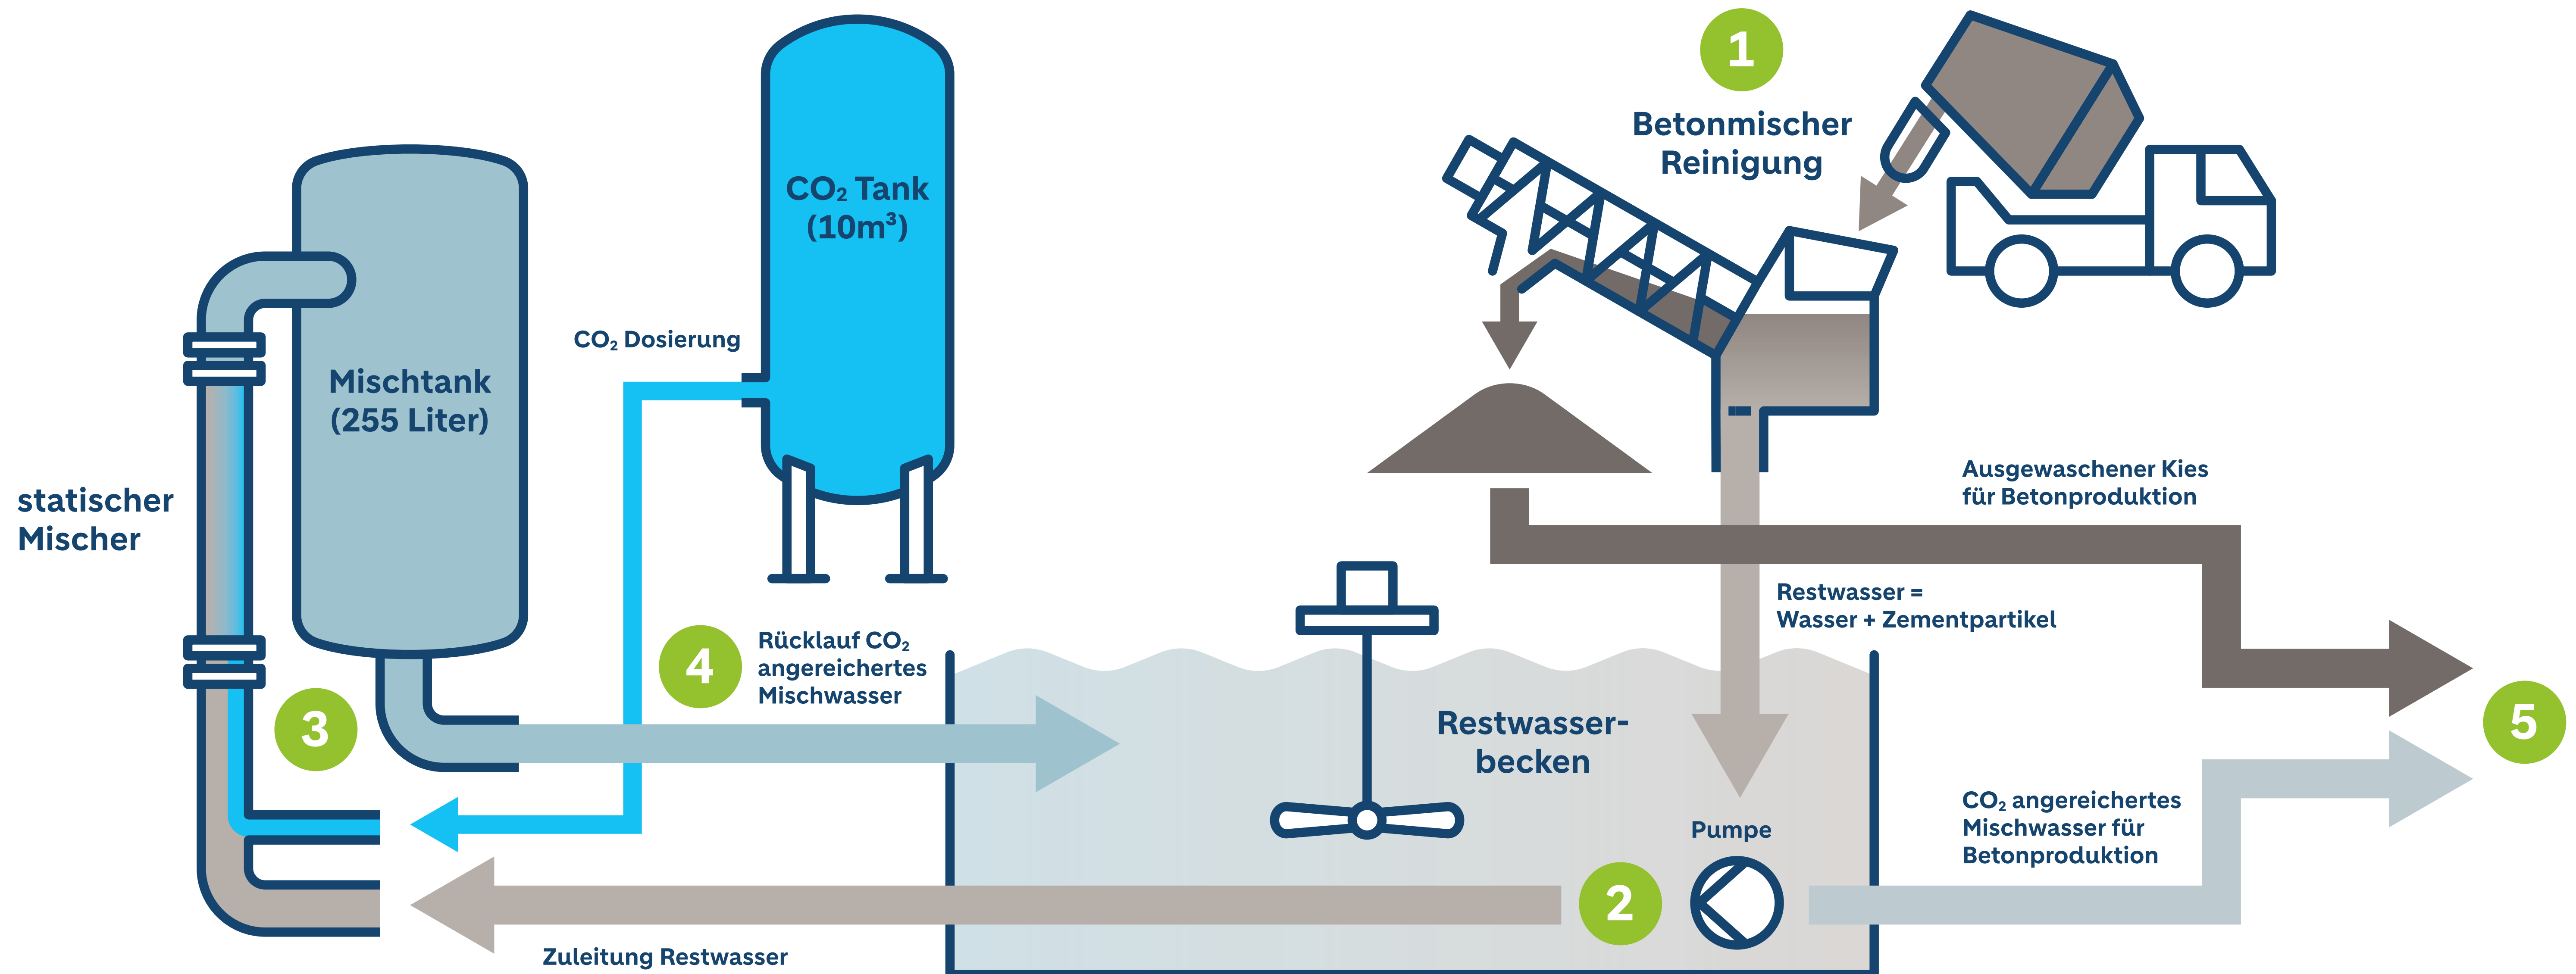 1
Betonmischer
Reinigung
CO₂ Tank
(10m³)
CO₂ Dosierung
Mischtank
(255 Liter)
statischer
Mischer
Ausgewaschener Kies
für Betonproduktion
Restwasser =
Wasser + Zementpartikel
4
Rücklauf CO₂
angereichertes
Mischwasser
3
Restwasser-
becken
5
CO₂ angereichertes
Mischwasser für
Betonproduktion
Pumpe
2
Zuleitung Restwasser